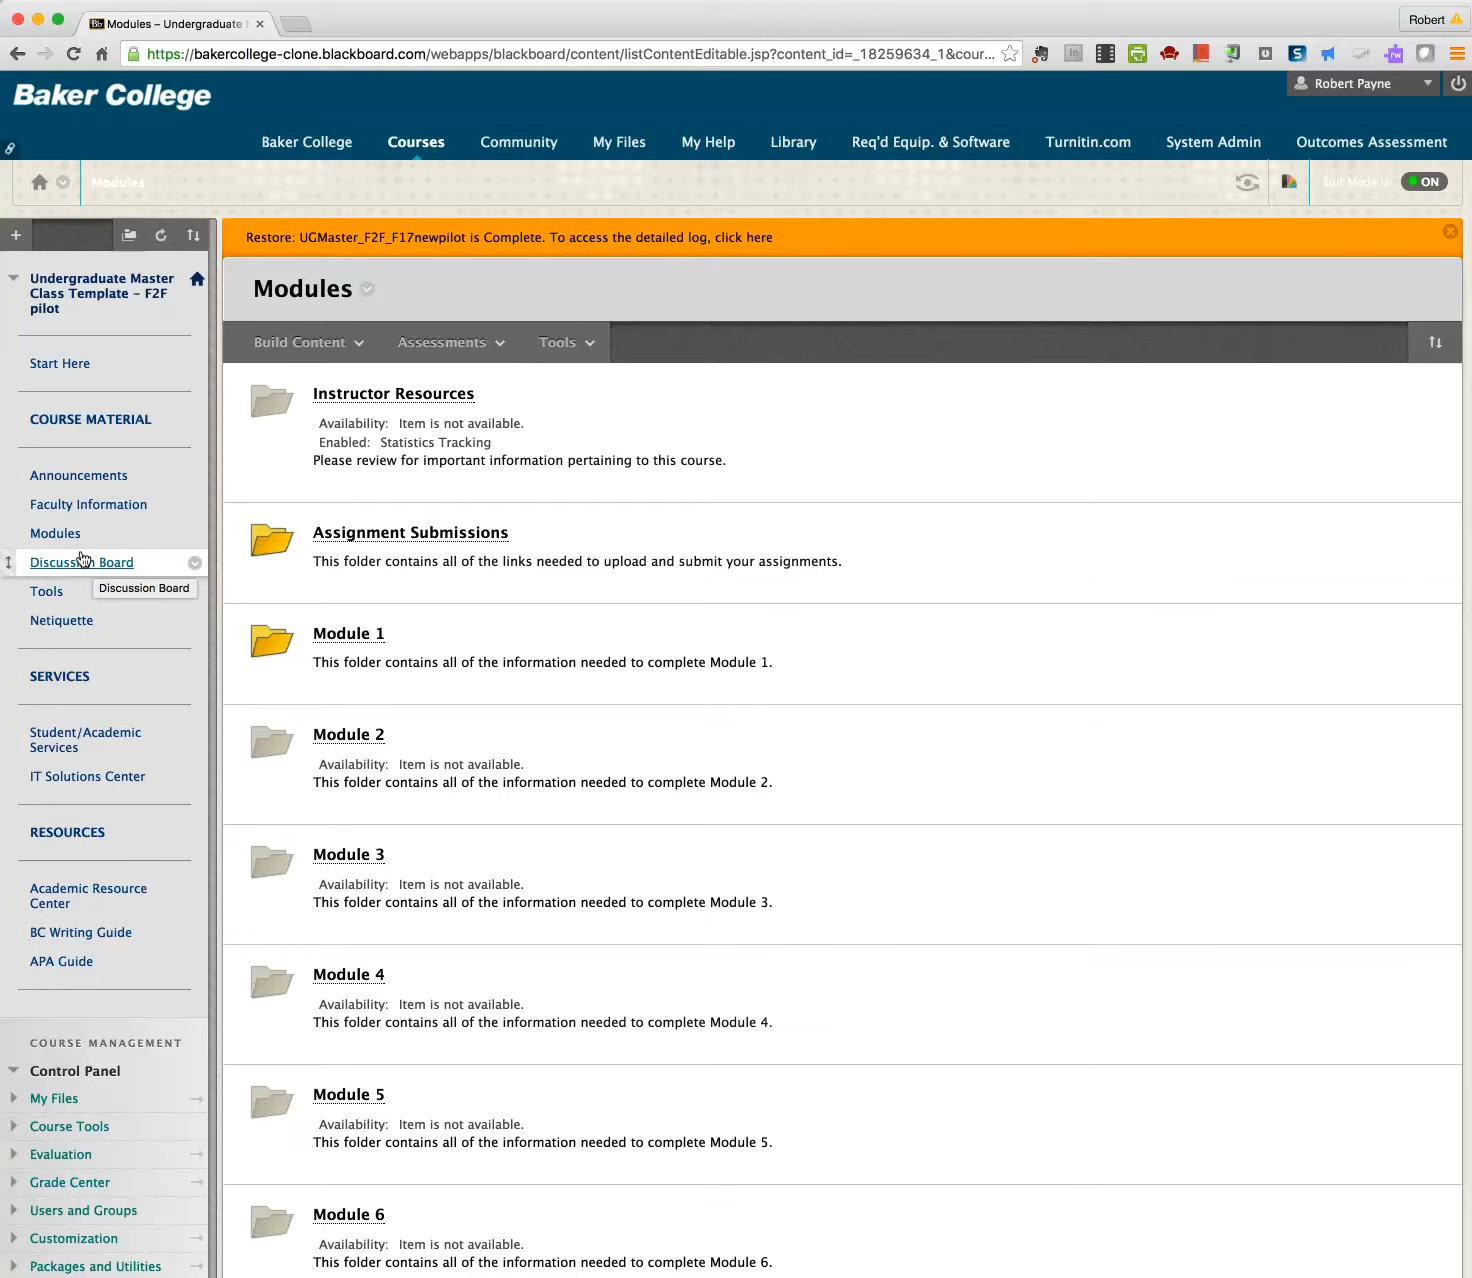 Modules – Undergraduate
Robert
https://bakercollege-clone.blackboard.com/webapps/blackboard/content/listContentEditable.jsp?content_id=_18259634_1&cour...
Baker College
Robert Payne
Baker College
Courses
Community
My Files
My Help
Library
Req'd Equip. & Software
Turnitin.com
System Admin
Outcomes Assessment
Modules
Edit Mode is:
ON
Restore: UGMaster_F2F_F17newpilot is Complete. To access the detailed log, click here
Undergraduate Master
Class Template – F2F
pilot
Start Here
COURSE MATERIAL
Announcements
Faculty Information
Modules
Discussion Board
Discussion Board
Tools
Netiquette
SERVICES
Student/Academic
Services
IT Solutions Center
RESOURCES
Academic Resource
Center
BC Writing Guide
APA Guide
COURSE MANAGEMENT
Control Panel
My Files
Course Tools
Evaluation
Grade Center
Users and Groups
Customization
Packages and Utilities
Modules
Build Content
Assessments
Tools
Instructor Resources
Availability: Item is not available.
Enabled: Statistics Tracking
Please review for important information pertaining to this course.
Assignment Submissions
This folder contains all of the links needed to upload and submit your assignments.
Module 1
This folder contains all of the information needed to complete Module 1.
Module 2
Availability: Item is not available.
This folder contains all of the information needed to complete Module 2.
Module 3
Availability: Item is not available.
This folder contains all of the information needed to complete Module 3.
Module 4
Availability: Item is not available.
This folder contains all of the information needed to complete Module 4.
Module 5
Availability: Item is not available.
This folder contains all of the information needed to complete Module 5.
Module 6
Availability: Item is not available.
This folder contains all of the information needed to complete Module 6.